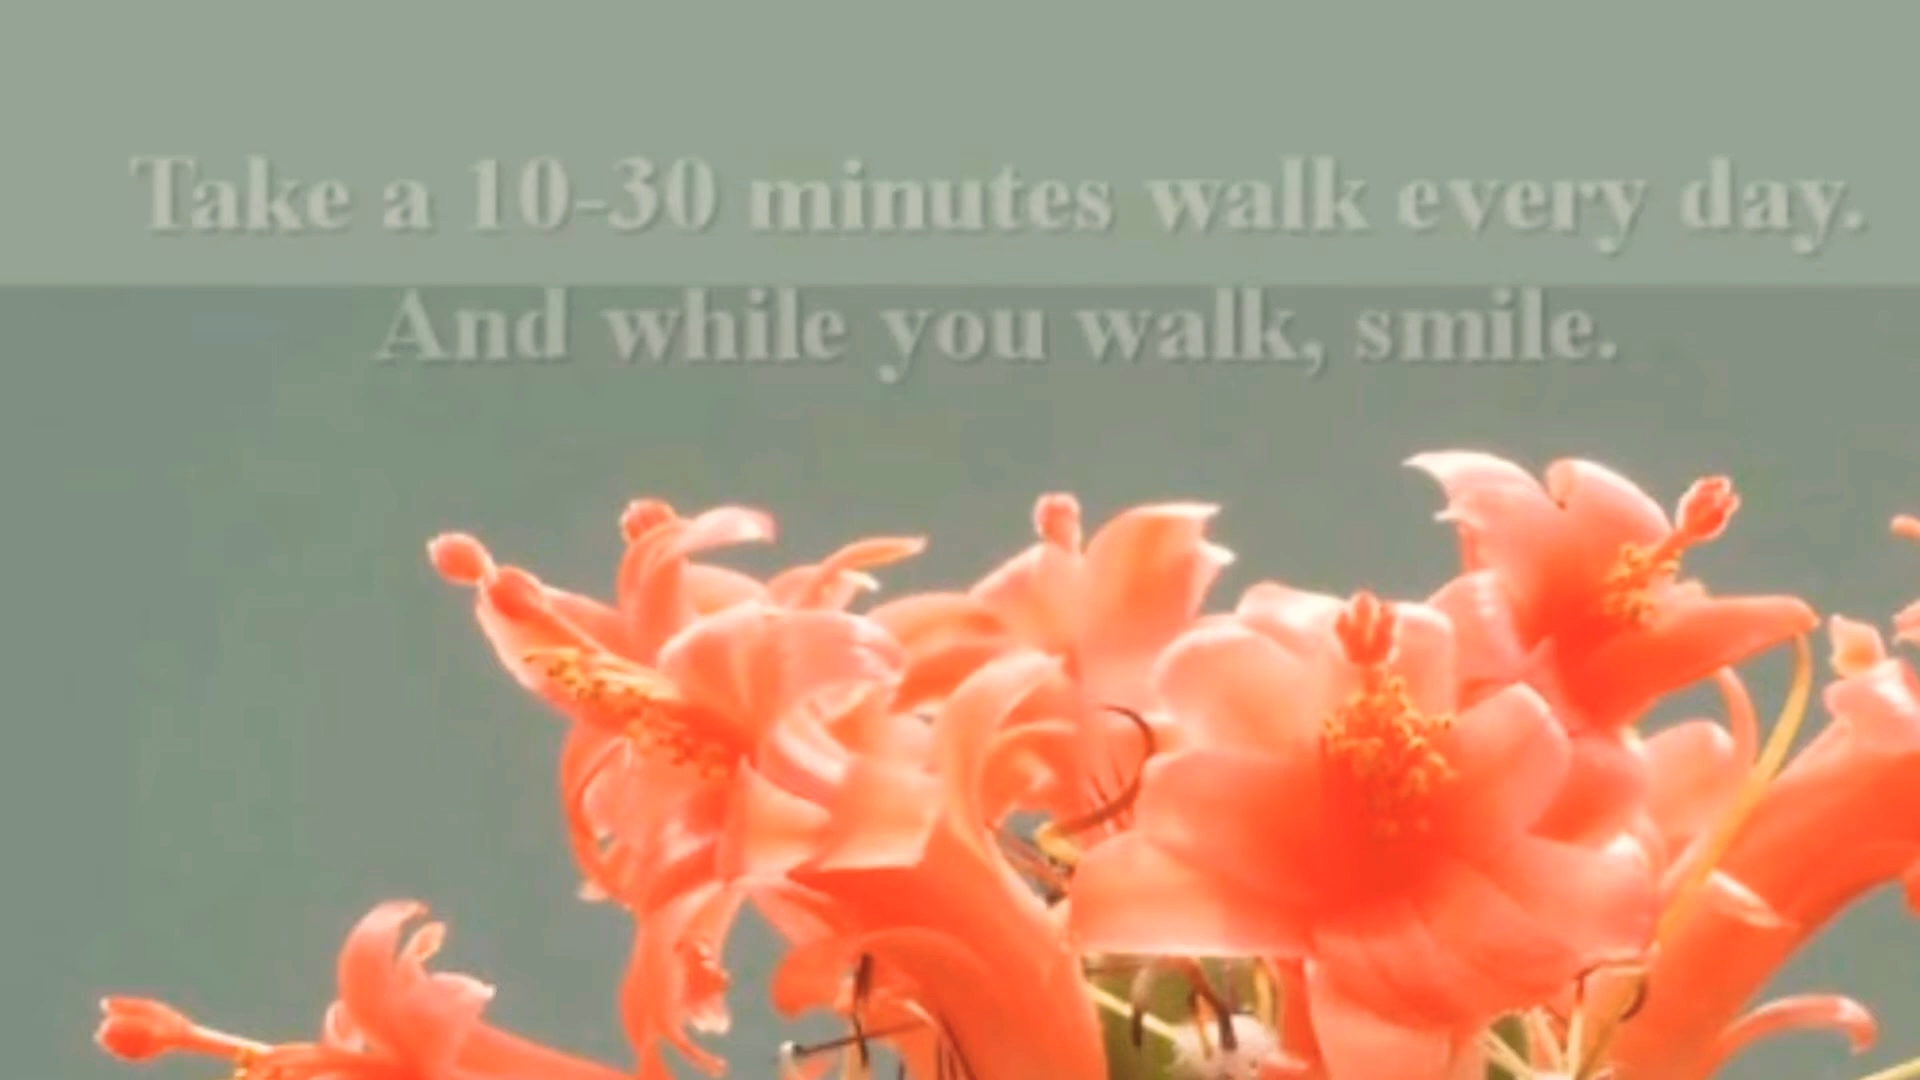 Take a 10-30 minutes walk every day.
And while you walk, smile.